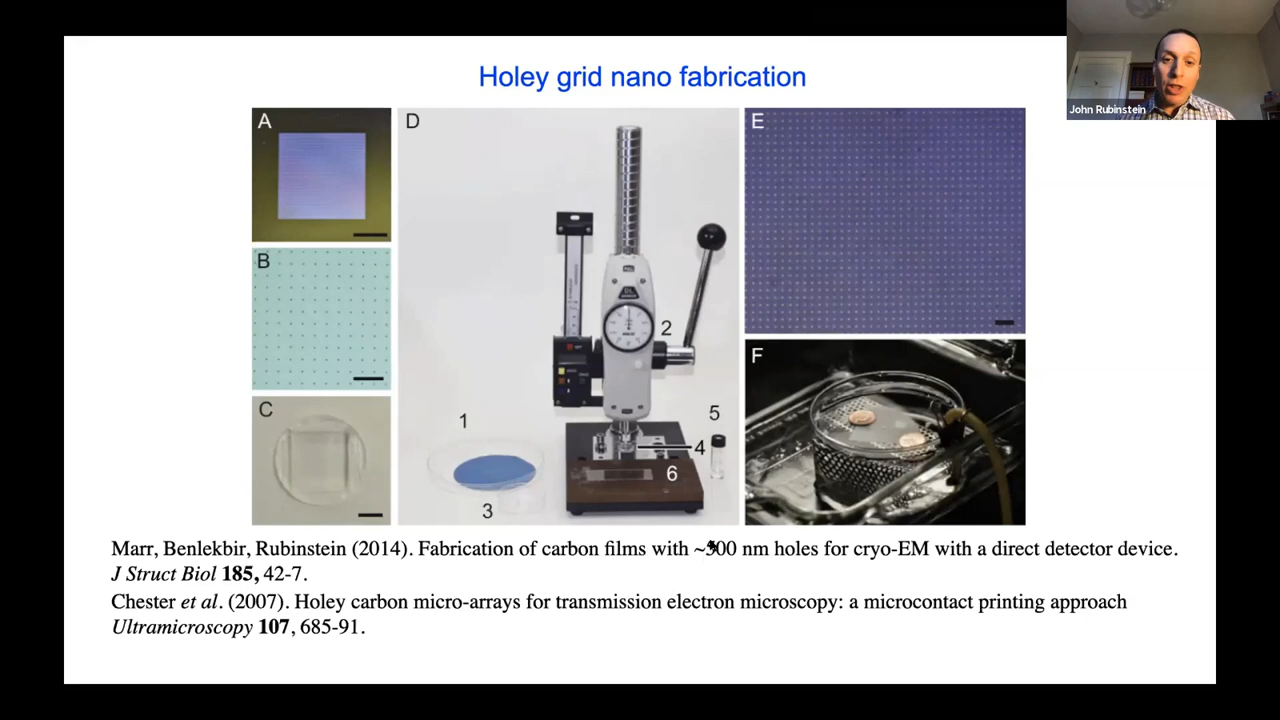 Holey grid nano fabrication
John Rubinstein
A
B
C
D
E
F
1
2
3
4
5
6
Marr, Benlekbir, Rubinstein (2014). Fabrication of carbon films with ~500 nm holes for cryo-EM with a direct detector device.
J Struct Biol 185, 42-7.
Chester et al. (2007). Holey carbon micro-arrays for transmission electron microscopy: a microcontact printing approach
Ultramicroscopy 107, 685-91.